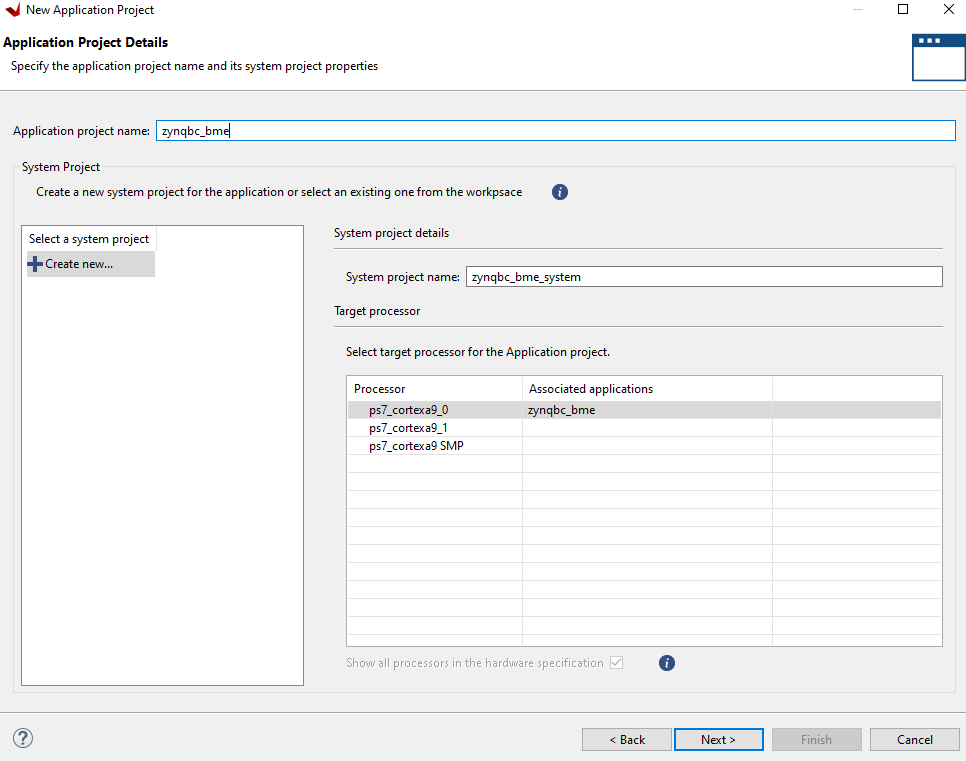 New Application Project
Application Project Details
Specify the application project name and its system project properties
Application project name: zynqbc_bme
System Project
Create a new system project for the application or select an existing one from the workpsace
Select a system project
Create new...
System project details
System project name: zynqbc_bme_system
Target processor
Select target processor for the Application project.
Processor Associated applications
ps7_cortexa9_0 zynqbc_bme
ps7_cortexa9_1
ps7_cortexa9 SMP
Show all processors in the hardware specification
< Back Next > Finish Cancel